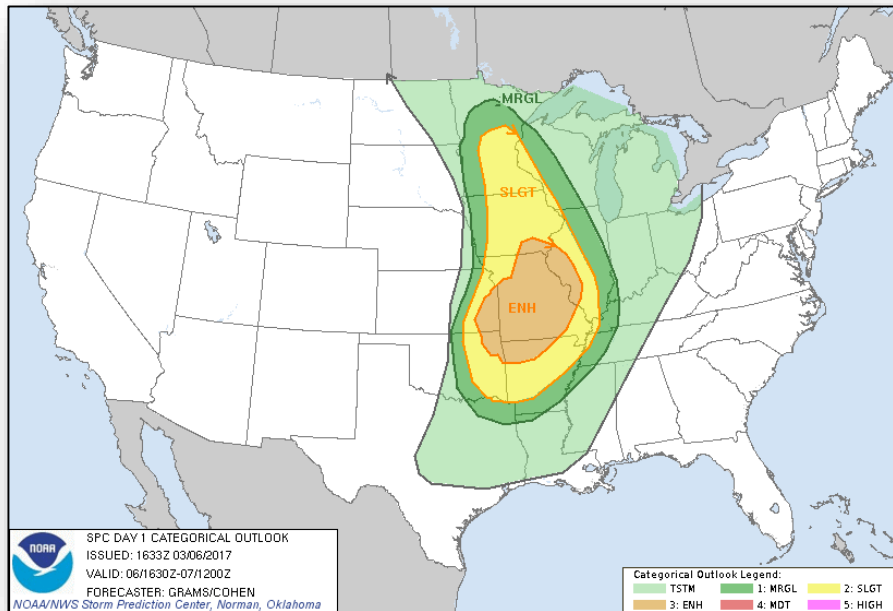 MRGL
SLGT
ENH
NOAA
SPC DAY 1 CATEGORICAL OUTLOOK
ISSUED: 1633Z 03/06/2017
VALID: 06/1630Z-07/1200Z
FORECASTER: GRAMS/COHEN
NOAA/NWS Storm Prediction Center, Norman, Oklahoma
Categorical Outlook Legend:
TSTM 1: MRGL 2: SLGT
3: ENH 4: MDT 5: HIGH